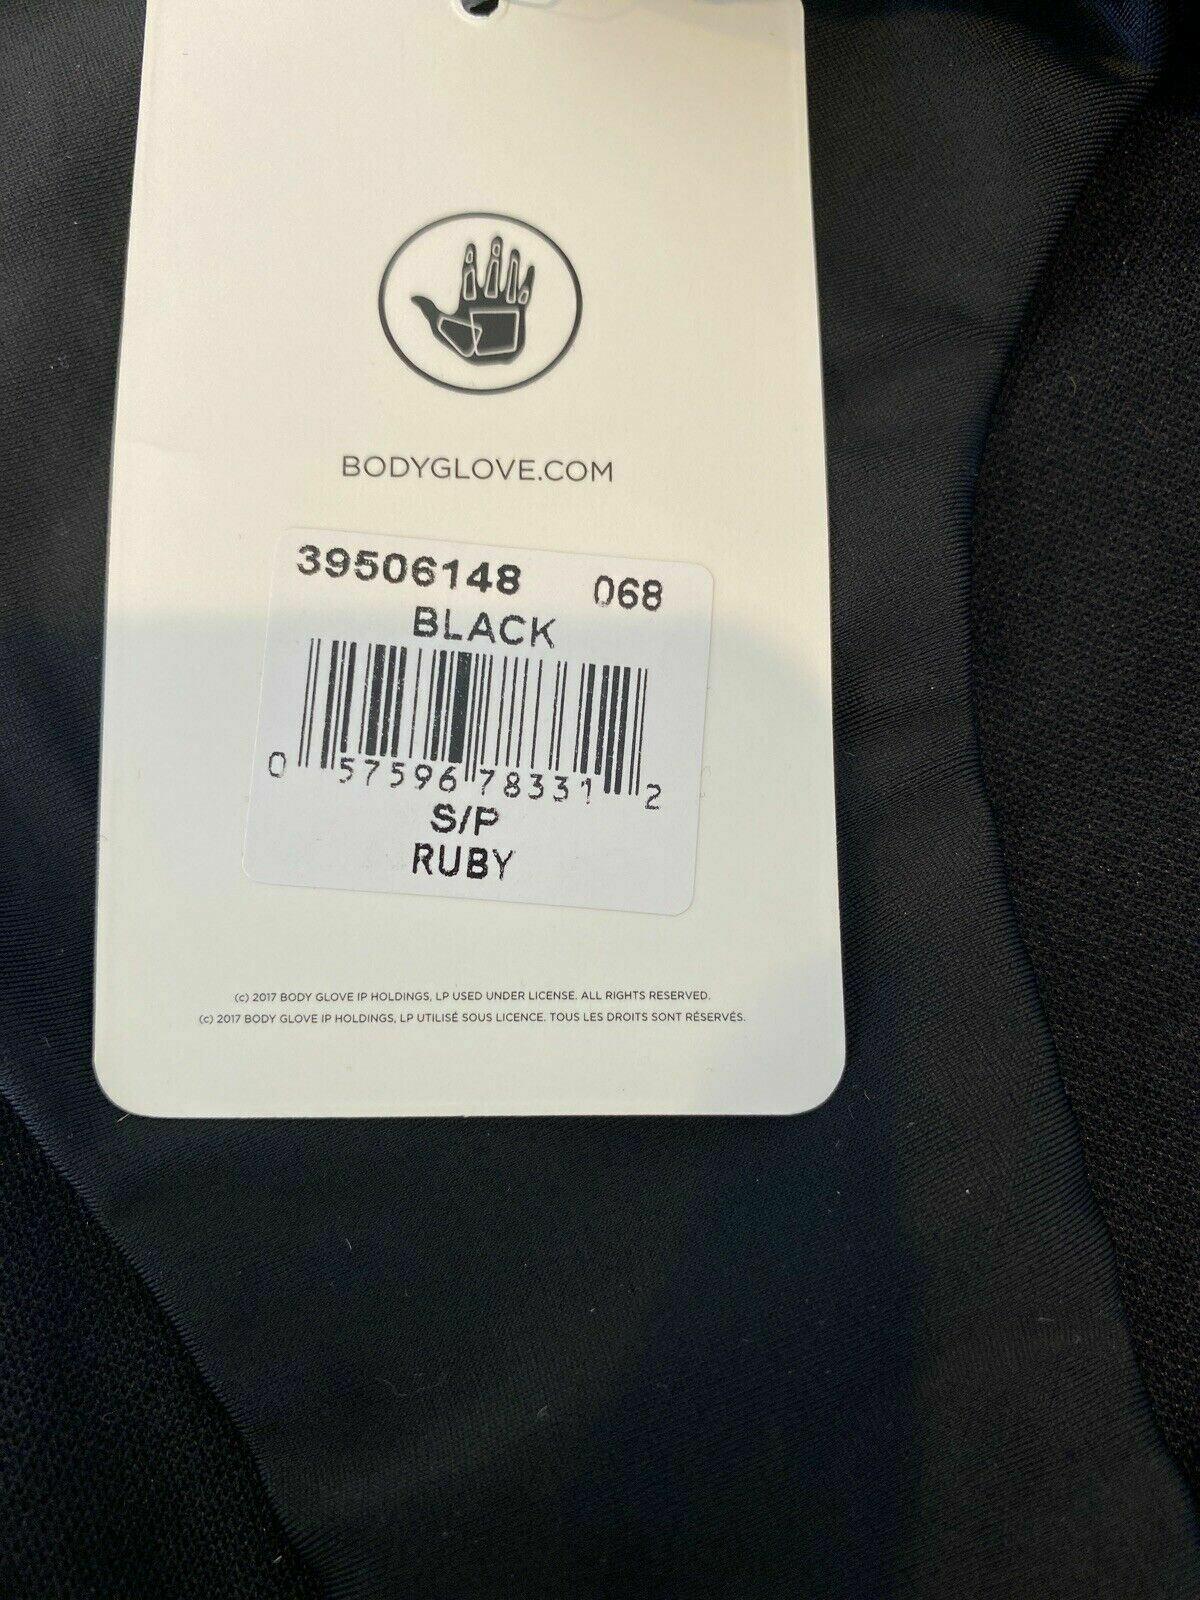 BODYGLOVE.COM
39506148 068
BLACK
0 57596 78331 2
S/P
RUBY
(c) 2017 BODY GLOVE IP HOLDINGS, LP USED UNDER LICENSE. ALL RIGHTS RESERVED.
(c) 2017 BODY GLOVE IP HOLDINGS, LP UTILISÉ SOUS LICENCE. TOUS LES DROITS SONT RÉSERVÉS.